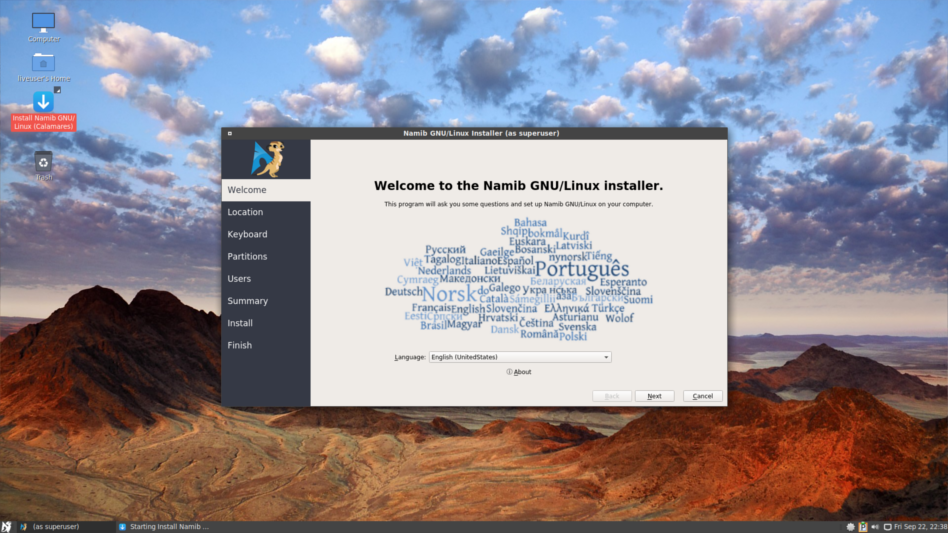 Computer
liveuser's Home
Install Namib GNU/
Linux (Calamares)
Trash
Namib GNU/Linux Installer (as superuser)
Welcome
Location
Keyboard
Partitions
Users
Summary
Install
Finish
Welcome to the Namib GNU/Linux installer.
This program will ask you some questions and set up Namib GNU/Linux on your computer.
Bahasa
Shqip bokmål Kurdî
Euskara Latviski
Русский Gaeilge Bosanski nynorsk Tiếng
Việt Tagalog Italiano Español Português
Nederlands Lietuviškai
Cymraeg Македонски Беларуская Esperanto
Deutsch Norsk do Galego Українська Slovenščina
Català Sámegillii Български Suomi
Français English Slovenčina Ελληνικά Türkçe
Eesti Српски Hrvatski Asturianu Wolof
Brasil Magyar Dansk Čeština Svenska
Română Polski
Language: English (UnitedStates)
About
Back Next Cancel
(as superuser) Starting Install Namib ... Fri Sep 22, 22:38